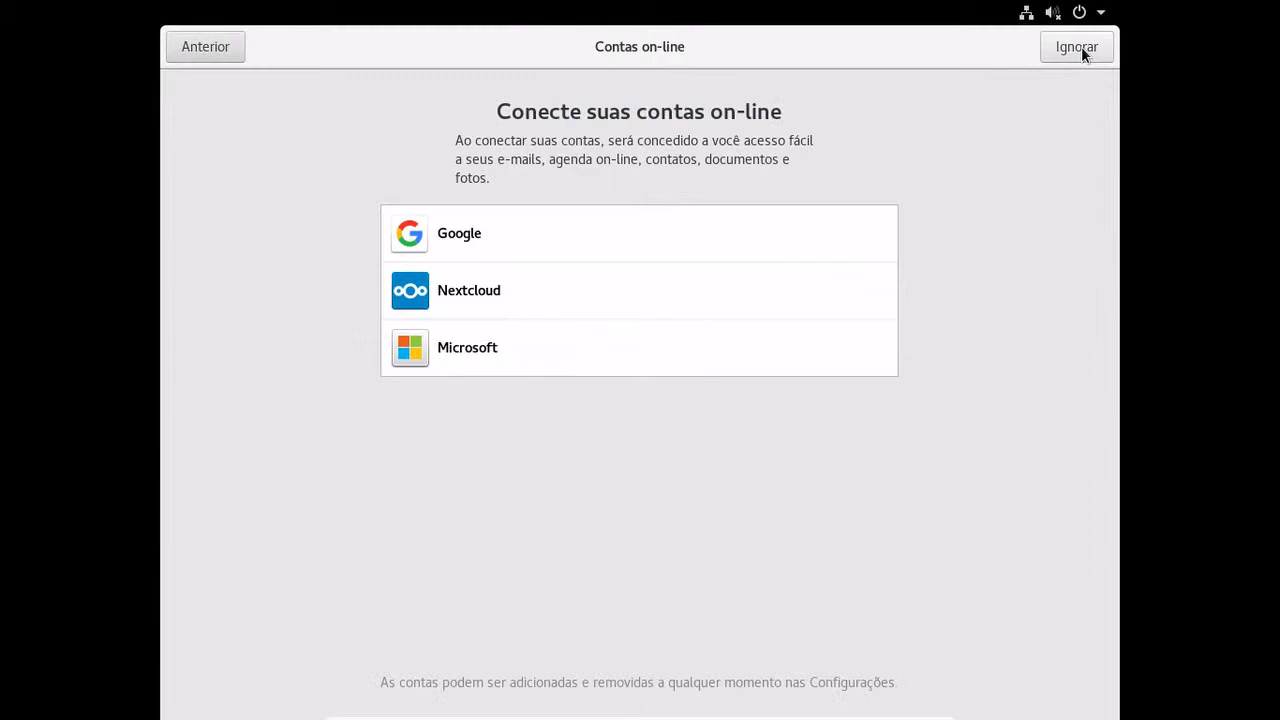 Anterior
Contas on-line
Ignorar
Conecte suas contas on-line
Ao conectar suas contas, será concedido a você acesso fácil
a seus e-mails, agenda on-line, contatos, documentos e
fotos.
Google
Nextcloud
Microsoft
As contas podem ser adicionadas e removidas a qualquer momento nas Configurações.